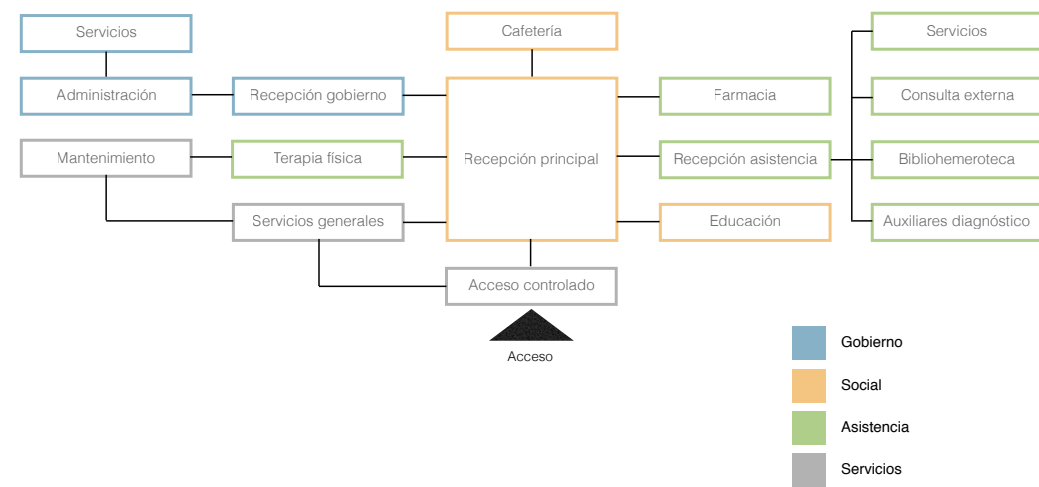 Servicios
Cafetería
Servicios
Administración
Recepción gobierno
Farmacia
Consulta externa
Mantenimiento
Terapia física
Recepción principal
Recepción asistencia
Bibliohemeroteca
Servicios generales
Educación
Auxiliares diagnóstico
Acceso controlado
Acceso
Gobierno
Social
Asistencia
Servicios